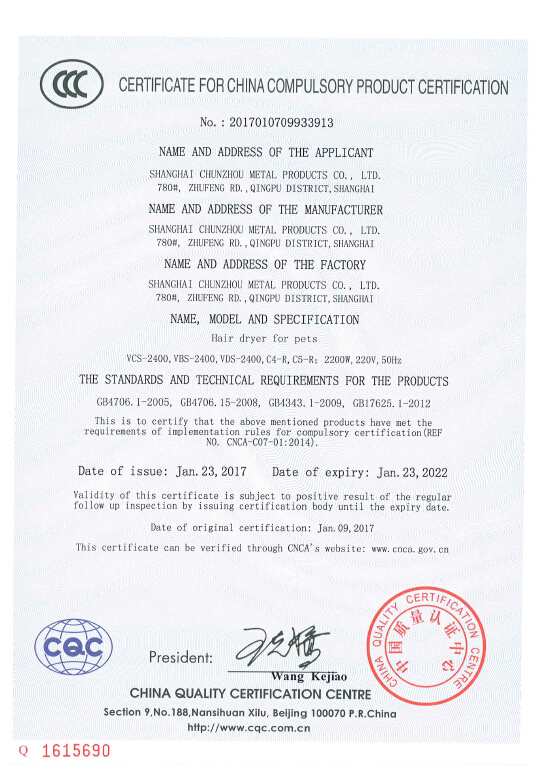 CCC
CERTIFICATE FOR CHINA COMPULSORY PRODUCT CERTIFICATION
No.: 2017010709933913
NAME AND ADDRESS OF THE APPLICANT
SHANGHAI CHUNZHOU METAL PRODUCTS CO., LTD.
780#, ZHUFENG RD.,QINGPU DISTRICT,SHANGHAI
NAME AND ADDRESS OF THE MANUFACTURER
SHANGHAI CHUNZHOU METAL PRODUCTS CO., LTD.
780#, ZHUFENG RD.,QINGPU DISTRICT,SHANGHAI
NAME AND ADDRESS OF THE FACTORY
SHANGHAI CHUNZHOU METAL PRODUCTS CO., LTD.
780#, ZHUFENG RD.,QINGPU DISTRICT,SHANGHAI
NAME, MODEL AND SPECIFICATION
Hair dryer for pets
VCS-2400,VBS-2400,VDS-2400,C4-R,C5-R; 2200W,220V,50Hz
THE STANDARDS AND TECHNICAL REQUIREMENTS FOR THE PRODUCTS
GB4706.1-2005, GB4706.15-2008, GB4343.1-2009, GB17625.1-2012
This is to certify that the above mentioned products have met the
requirements of implementation rules for compulsory certification(REF
NO. CNCA-C07-01:2014).
Date of issue: Jan.23,2017 Date of expiry: Jan.23,2022
Validity of this certificate is subject to positive result of the regular
follow up inspection by issuing certification body until the expiry date.
Date of original certification: Jan.09,2017
This certificate can be verified through CNCA's website: www.cnca.gov.cn
CQC
President:
Wang Kejiao
CHINA QUALITY CERTIFICATION CENTRE
中国质量认证中心
CHINA QUALITY CERTIFICATION CENTRE
Section 9,No.188,Nansihuan Xilu, Beijing 100070 P.R.China
http://www.cqc.com.cn
Q 1615690